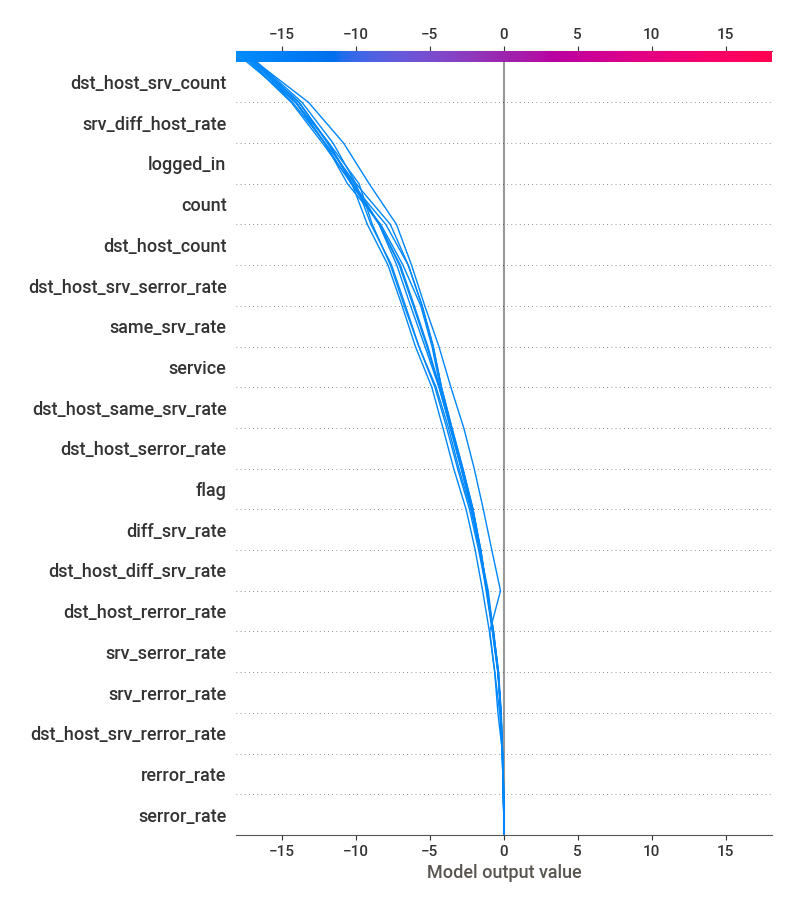 −15 −10 −5 0 5 10 15
dst_host_srv_count
srv_diff_host_rate
logged_in
count
dst_host_count
dst_host_srv_serror_rate
same_srv_rate
service
dst_host_same_srv_rate
dst_host_serror_rate
flag
diff_srv_rate
dst_host_diff_srv_rate
dst_host_rerror_rate
srv_serror_rate
srv_rerror_rate
dst_host_srv_rerror_rate
rerror_rate
serror_rate
−15 −10 −5 0 5 10 15
Model output value